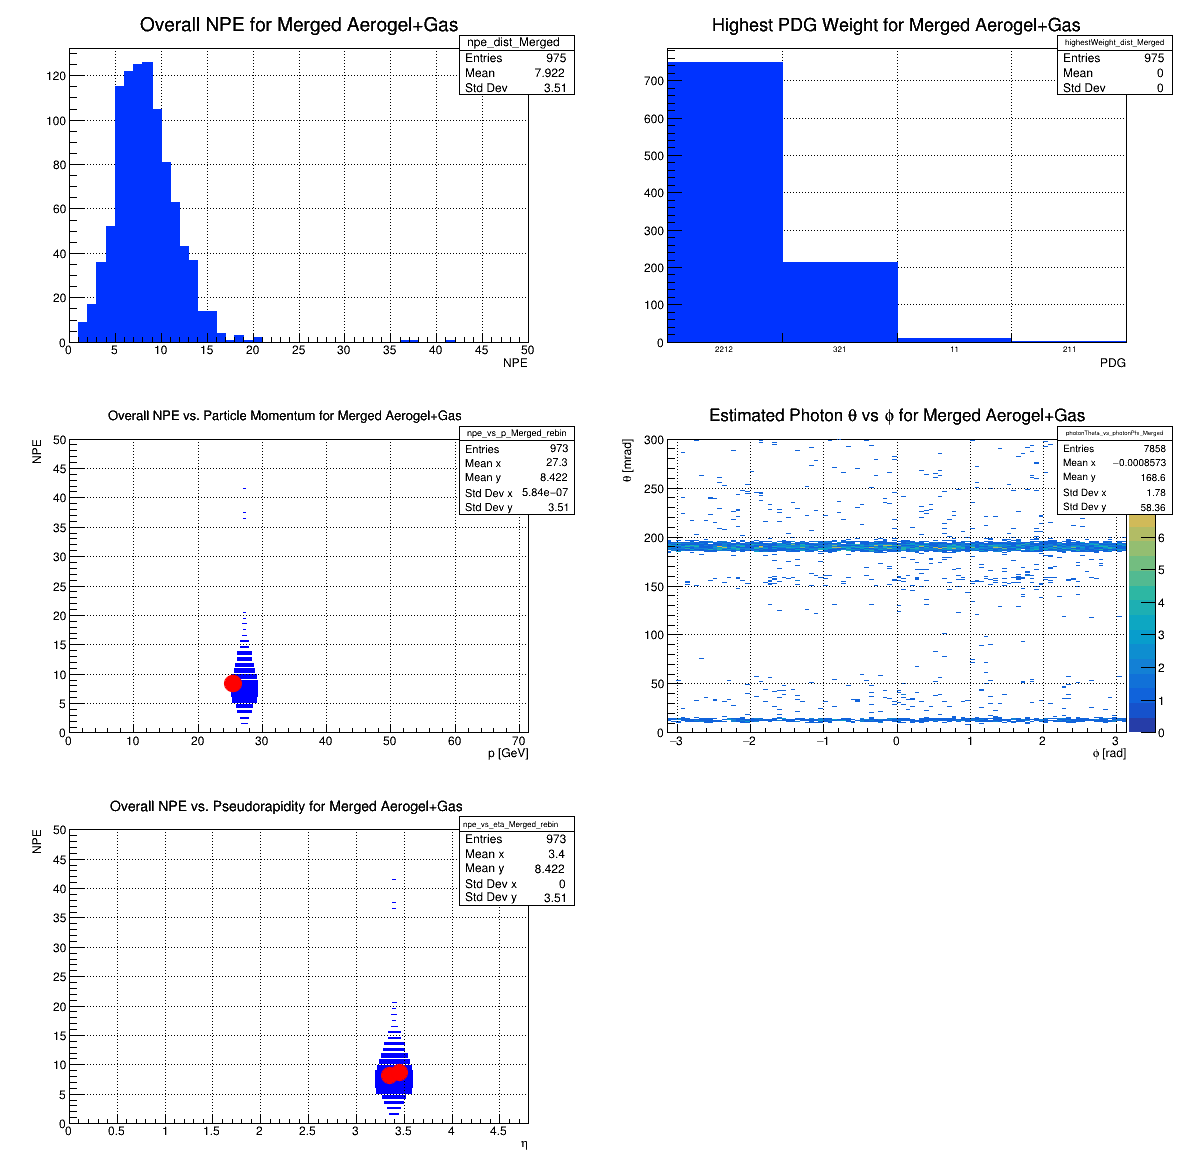 Overall NPE for Merged Aerogel+Gas
npe_dist_Merged
Entries 975
Mean 7.922
Std Dev 3.51
120
100
80
60
40
20
0
0 5 10 15 20 25 30 35 40 45 50
NPE
Highest PDG Weight for Merged Aerogel+Gas
highestWeight_dist_Merged
Entries 975
Mean 0
Std Dev 0
700
600
500
400
300
200
100
0
2212 321 11 211
PDG
Overall NPE vs. Particle Momentum for Merged Aerogel+Gas
npe_vs_p_Merged_rebin
Entries 973
Mean x 27.3
Mean y 8.422
Std Dev x 5.84e−07
Std Dev y 3.51
NPE
50
45
40
35
30
25
20
15
10
5
0
0 10 20 30 40 50 60 70
p [GeV]
Estimated Photon θ vs ϕ for Merged Aerogel+Gas
photonTheta_vs_photonPhi_Merged
Entries 7858
Mean x −0.0008573
Mean y 168.6
Std Dev x 1.78
Std Dev y 58.36
θ [mrad]
300
250
200
150
100
50
0
−3 −2 −1 0 1 2 3
ϕ [rad]
6
5
4
3
2
1
0
Overall NPE vs. Pseudorapidity for Merged Aerogel+Gas
npe_vs_eta_Merged_rebin
Entries 973
Mean x 3.4
Mean y 8.422
Std Dev x 0
Std Dev y 3.51
NPE
50
45
40
35
30
25
20
15
10
5
0
0 0.5 1 1.5 2 2.5 3 3.5 4 4.5
η